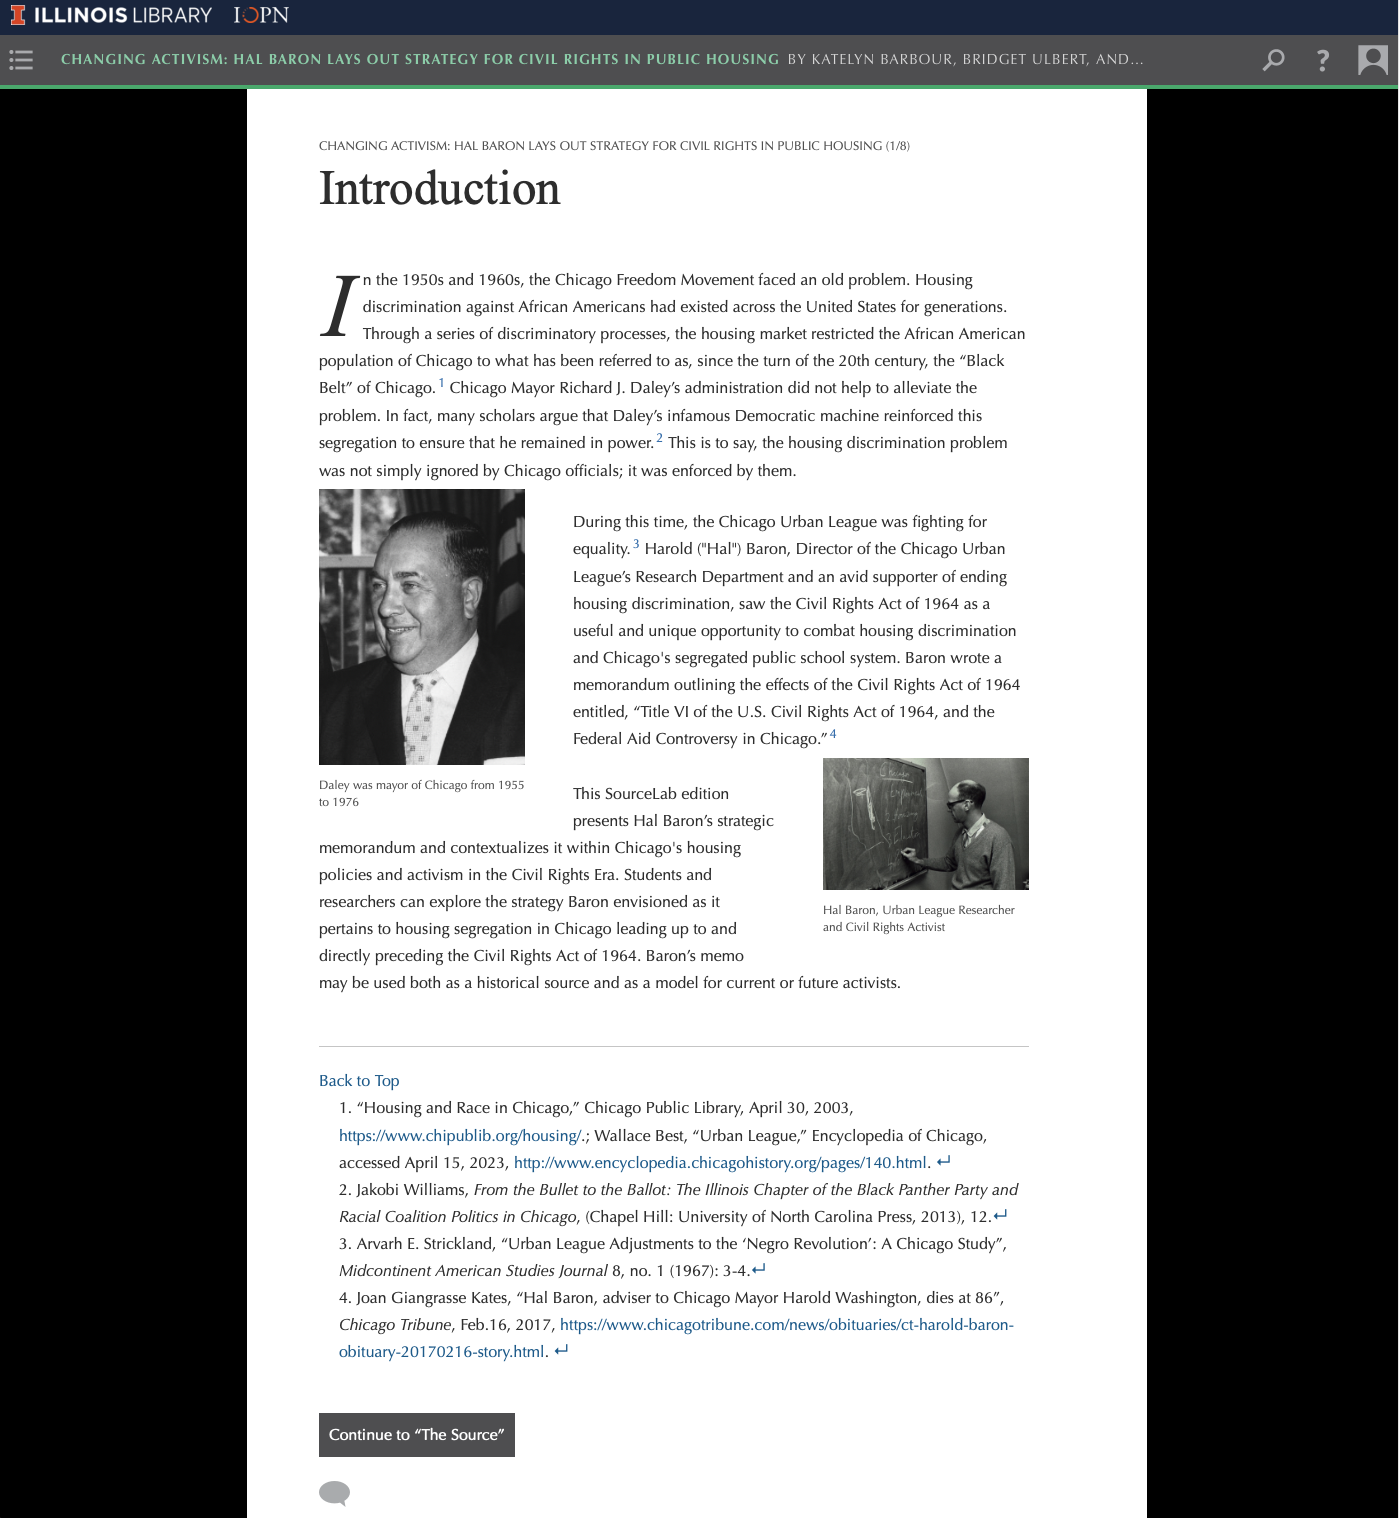 ILLINOIS LIBRARY IOPN
CHANGING ACTIVISM: HAL BARON LAYS OUT STRATEGY FOR CIVIL RIGHTS IN PUBLIC HOUSING BY KATELYN BARBOUR, BRIDGET ULBERT, AND...
?
CHANGING ACTIVISM: HAL BARON LAYS OUT STRATEGY FOR CIVIL RIGHTS IN PUBLIC HOUSING (1/8)
Introduction
In the 1950s and 1960s, the Chicago Freedom Movement faced an old problem. Housing
discrimination against African Americans had existed across the United States for generations.
Through a series of discriminatory processes, the housing market restricted the African American
population of Chicago to what has been referred to as, since the turn of the 20th century, the “Black
Belt” of Chicago. 1 Chicago Mayor Richard J. Daley’s administration did not help to alleviate the
problem. In fact, many scholars argue that Daley’s infamous Democratic machine reinforced this
segregation to ensure that he remained in power. 2 This is to say, the housing discrimination problem
was not simply ignored by Chicago officials; it was enforced by them.
During this time, the Chicago Urban League was fighting for
equality. 3 Harold ("Hal") Baron, Director of the Chicago Urban
League’s Research Department and an avid supporter of ending
housing discrimination, saw the Civil Rights Act of 1964 as a
useful and unique opportunity to combat housing discrimination
and Chicago's segregated public school system. Baron wrote a
memorandum outlining the effects of the Civil Rights Act of 1964
entitled, “Title VI of the U.S. Civil Rights Act of 1964, and the
Federal Aid Controversy in Chicago.” 4
Daley was mayor of Chicago from 1955
to 1976
This SourceLab edition
presents Hal Baron’s strategic
memorandum and contextualizes it within Chicago's housing
policies and activism in the Civil Rights Era. Students and
researchers can explore the strategy Baron envisioned as it
pertains to housing segregation in Chicago leading up to and
directly preceding the Civil Rights Act of 1964. Baron’s memo
may be used both as a historical source and as a model for current or future activists.
Hal Baron, Urban League Researcher
and Civil Rights Activist
Back to Top
1. “Housing and Race in Chicago,” Chicago Public Library, April 30, 2003,
https://www.chipublib.org/housing/.; Wallace Best, “Urban League,” Encyclopedia of Chicago,
accessed April 15, 2023, http://www.encyclopedia.chicagohistory.org/pages/140.html. ↵
2. Jakobi Williams, From the Bullet to the Ballot: The Illinois Chapter of the Black Panther Party and
Racial Coalition Politics in Chicago, (Chapel Hill: University of North Carolina Press, 2013), 12.↵
3. Arvarh E. Strickland, “Urban League Adjustments to the ‘Negro Revolution’: A Chicago Study”,
Midcontinent American Studies Journal 8, no. 1 (1967): 3-4.↵
4. Joan Giangrasse Kates, “Hal Baron, adviser to Chicago Mayor Harold Washington, dies at 86”,
Chicago Tribune, Feb.16, 2017, https://www.chicagotribune.com/news/obituaries/ct-harold-baron-
obituary-20170216-story.html. ↵
Continue to “The Source”